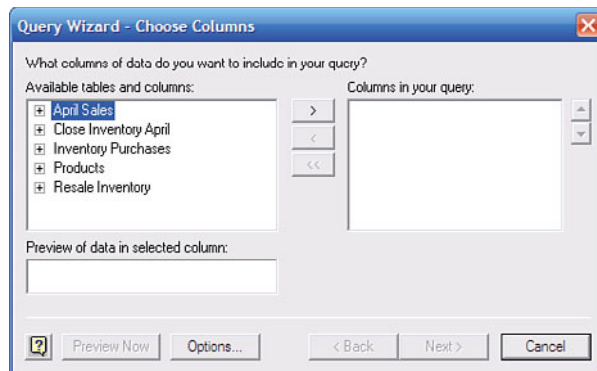 Query Wizard - Choose Columns
What columns of data do you want to include in your query?
Available tables and columns:
Columns in your query:
April Sales
Close Inventory April
Inventory Purchases
Products
Resale Inventory
>
<
<<
Preview of data in selected column:
?
Preview Now
Options...
< Back
Next >
Cancel